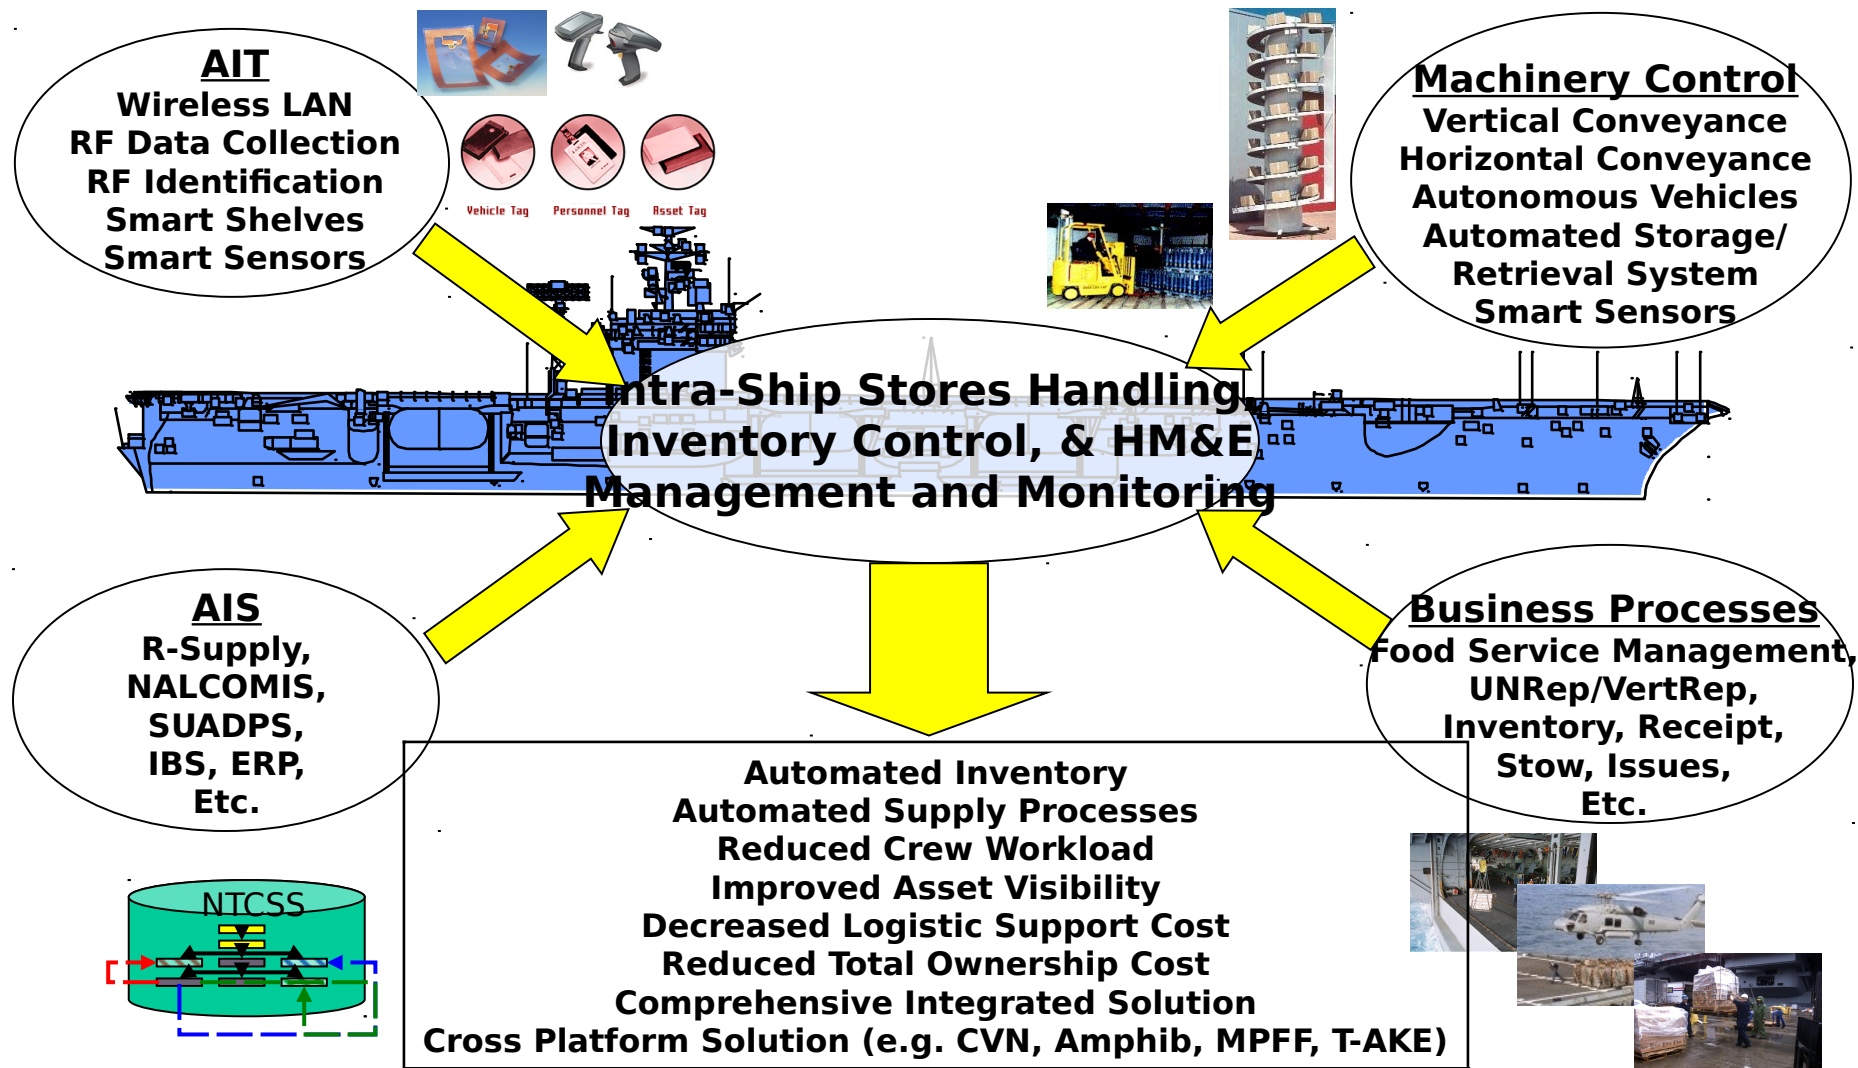 AIT
Wireless LAN
RF Data Collection
RF Identification
Smart Shelves
Smart Sensors
Vehicle Tag
Personnel Tag
Asset Tag
Machinery Control
Vertical Conveyance
Horizontal Conveyance
Autonomous Vehicles
Automated Storage/
Retrieval System
Smart Sensors
Intra-Ship Stores Handling,
Inventory Control, & HM&E
Management and Monitoring
AIS
R-Supply,
NALCOMIS,
SUADPS,
IBS, ERP,
Etc.
Business Processes
Food Service Management,
UNRep/VertRep,
Inventory, Receipt,
Stow, Issues,
Etc.
NTCSS
Automated Inventory
Automated Supply Processes
Reduced Crew Workload
Improved Asset Visibility
Decreased Logistic Support Cost
Reduced Total Ownership Cost
Comprehensive Integrated Solution
Cross Platform Solution (e.g. CVN, Amphib, MPFF, T-AKE)